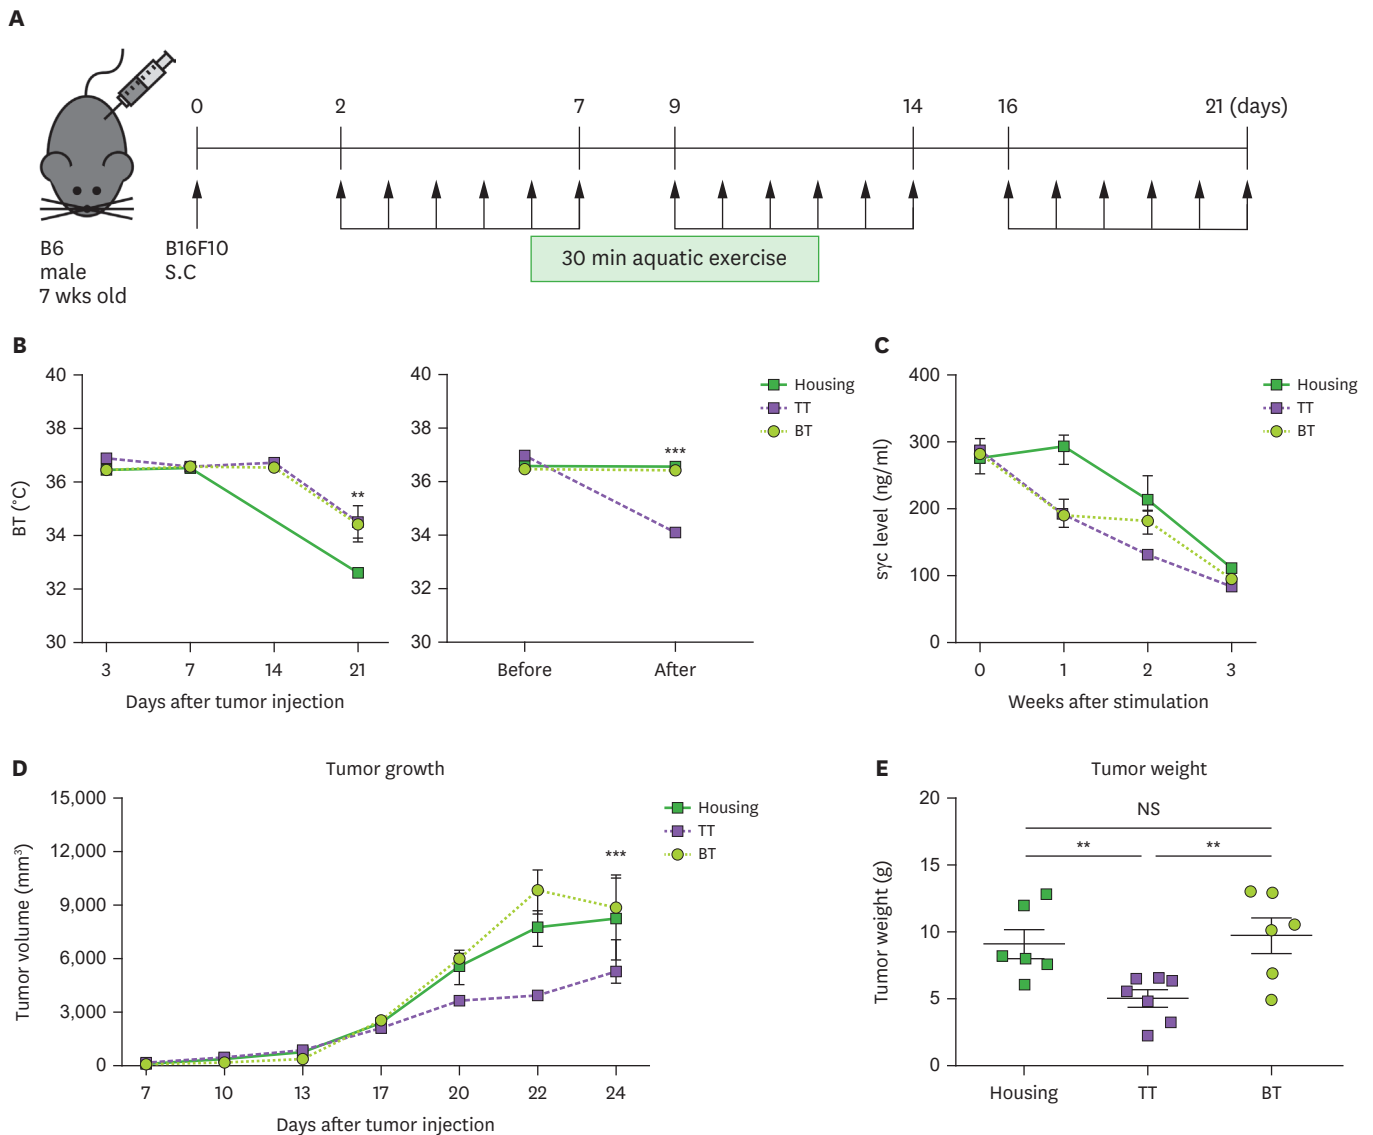 A
0 2 7 9 14 16 21 (days)
B6
male
7 wks old
B16F10
S.C
30 min aquatic exercise
B
BT (°C)
40
38
36
34
32
30
**
3 7 14 21
Days after tumor injection
40
38
36
34
32
30
***
Before After
Housing
TT
BT
C
sγc level (ng/ml)
400
300
200
100
0
0 1 2 3
Weeks after stimulation
Housing
TT
BT
D
Tumor growth
Tumor volume (mm³)
15,000
12,000
9,000
6,000
3,000
0
***
7 10 13 17 20 22 24
Days after tumor injection
Housing
TT
BT
E
Tumor weight
Tumor weight (g)
20
15
10
5
0
NS
** **
Housing TT BT